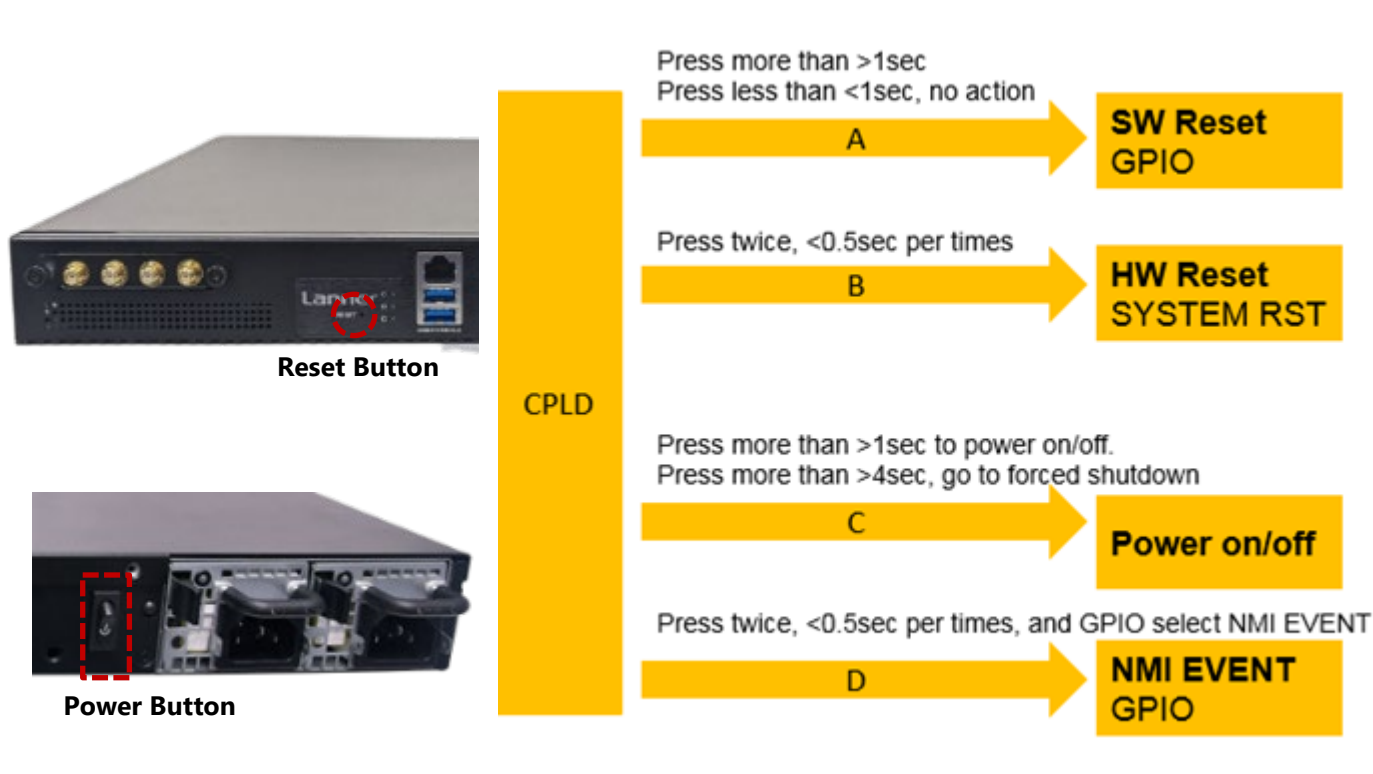 Press more than >1sec
Press less than <1sec, no action
A
SW Reset
GPIO
Lanner
RESET
Reset Button
Press twice, <0.5sec per times
B
HW Reset
SYSTEM RST
CPLD
Press more than >1sec to power on/off.
Press more than >4sec, go to forced shutdown
C
Power on/off
Power Button
Press twice, <0.5sec per times, and GPIO select NMI EVENT
D
NMI EVENT
GPIO